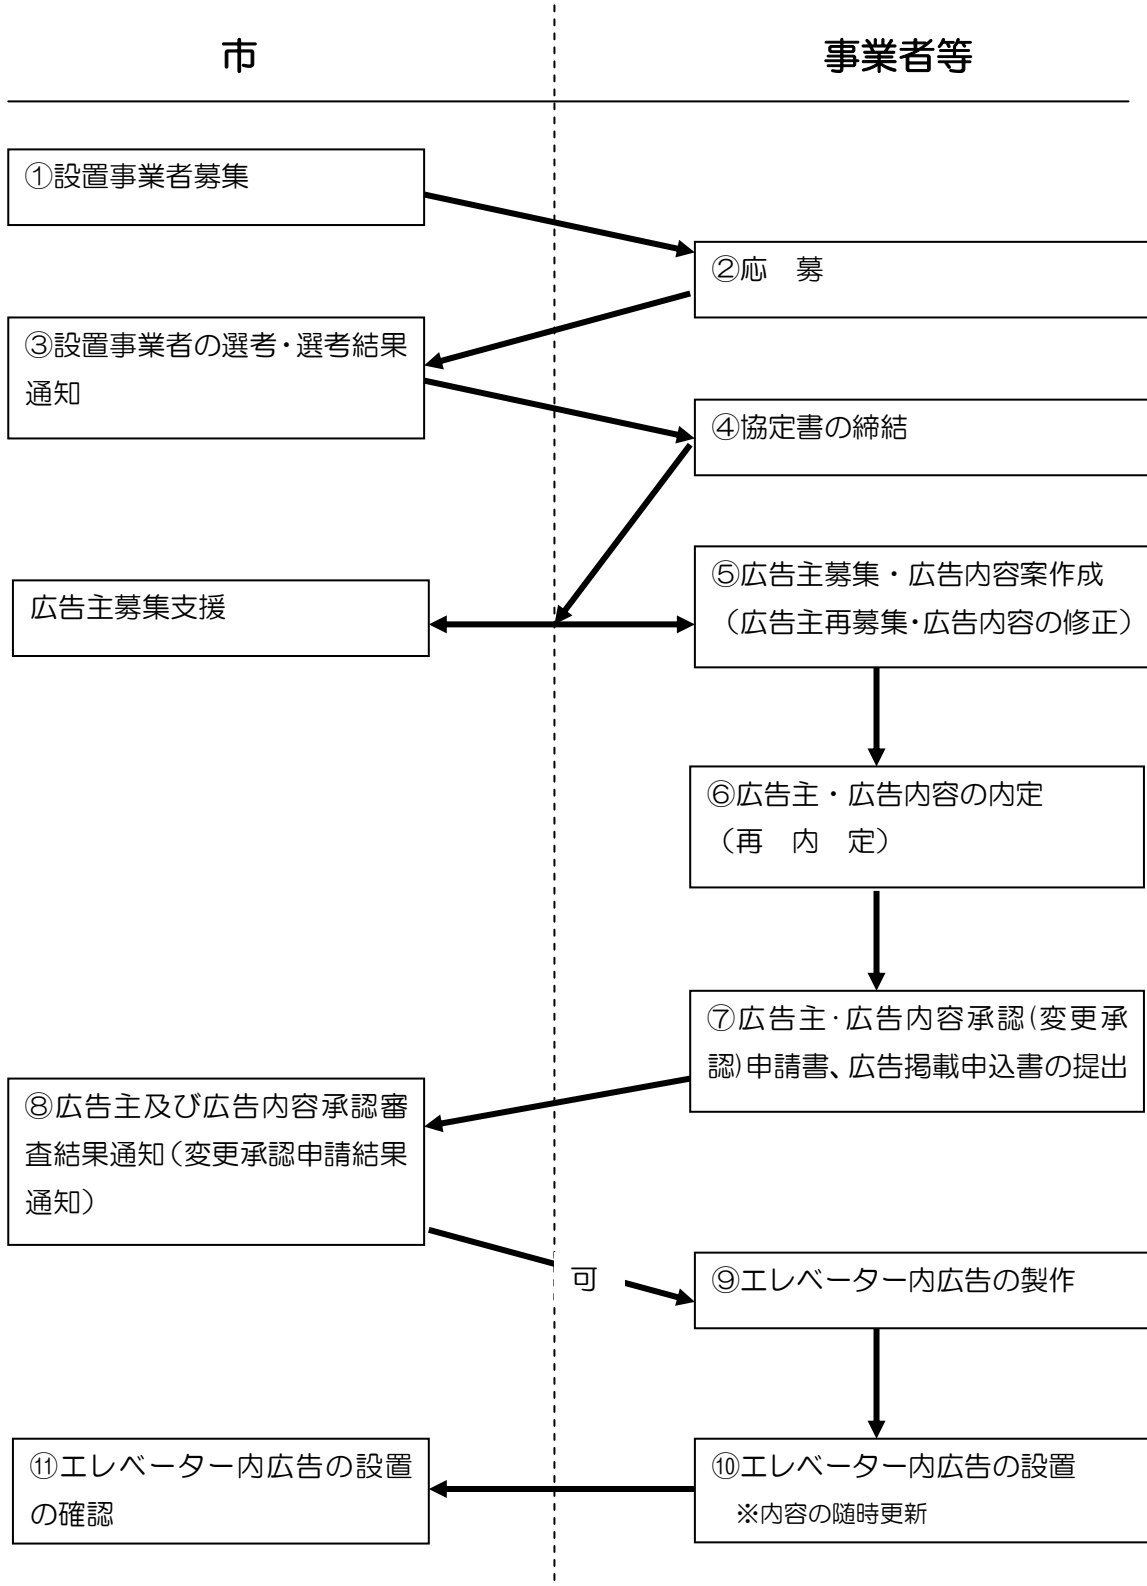 市
事業者等
①設置事業者募集
②応　募
③設置事業者の選考・選考結果
通知
④協定書の締結
広告主募集支援
⑤広告主募集・広告内容案作成
（広告主再募集・広告内容の修正）
⑥広告主・広告内容の内定
（再　内　定）
⑦広告主・広告内容承認(変更承
認)申請書、広告掲載申込書の提出
⑧広告主及び広告内容承認審
査結果通知（変更承認申請結果
通知）
可
⑨エレベーター内広告の製作
⑩エレベーター内広告の設置
※内容の随時更新
⑪エレベーター内広告の設置
の確認